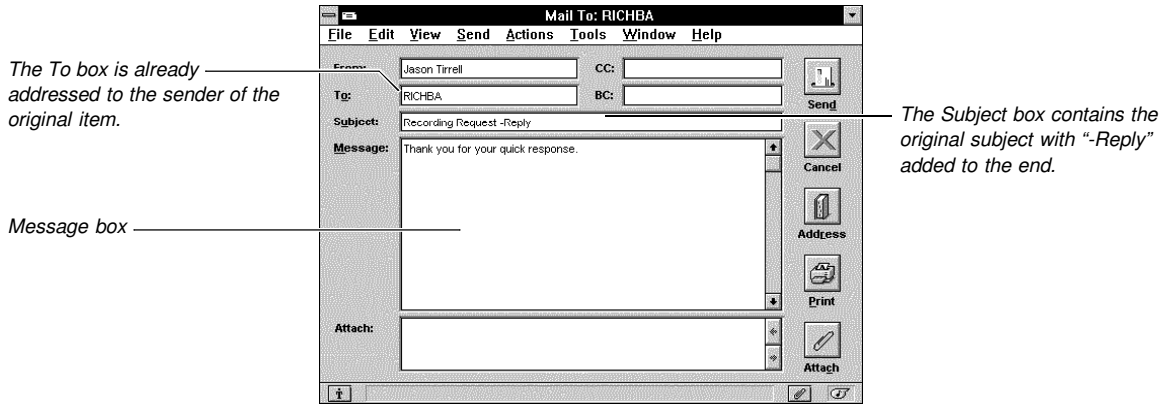 Mail To: RICHBA
File Edit View Send Actions Tools Window Help
The To box is already
addressed to the sender of the
original item.
From: Jason Tirrell CC:
To: RICHBA BC:
Subject: Recording Request -Reply
Message: Thank you for your quick response.
Message box
Attach:
Send
Cancel
Address
Print
Attach
The Subject box contains the
original subject with “-Reply”
added to the end.